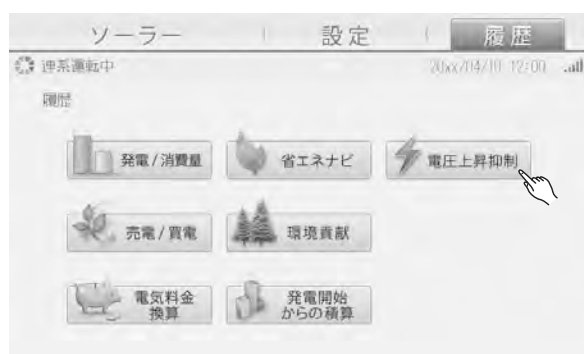 ソーラー 設定 履歴
連系運転中 20xx/04/10 12:00
履歴
発電/消費量 省エネナビ 電圧上昇抑制
売電/買電 環境貢献
電気料金
換算
発電開始
からの積算